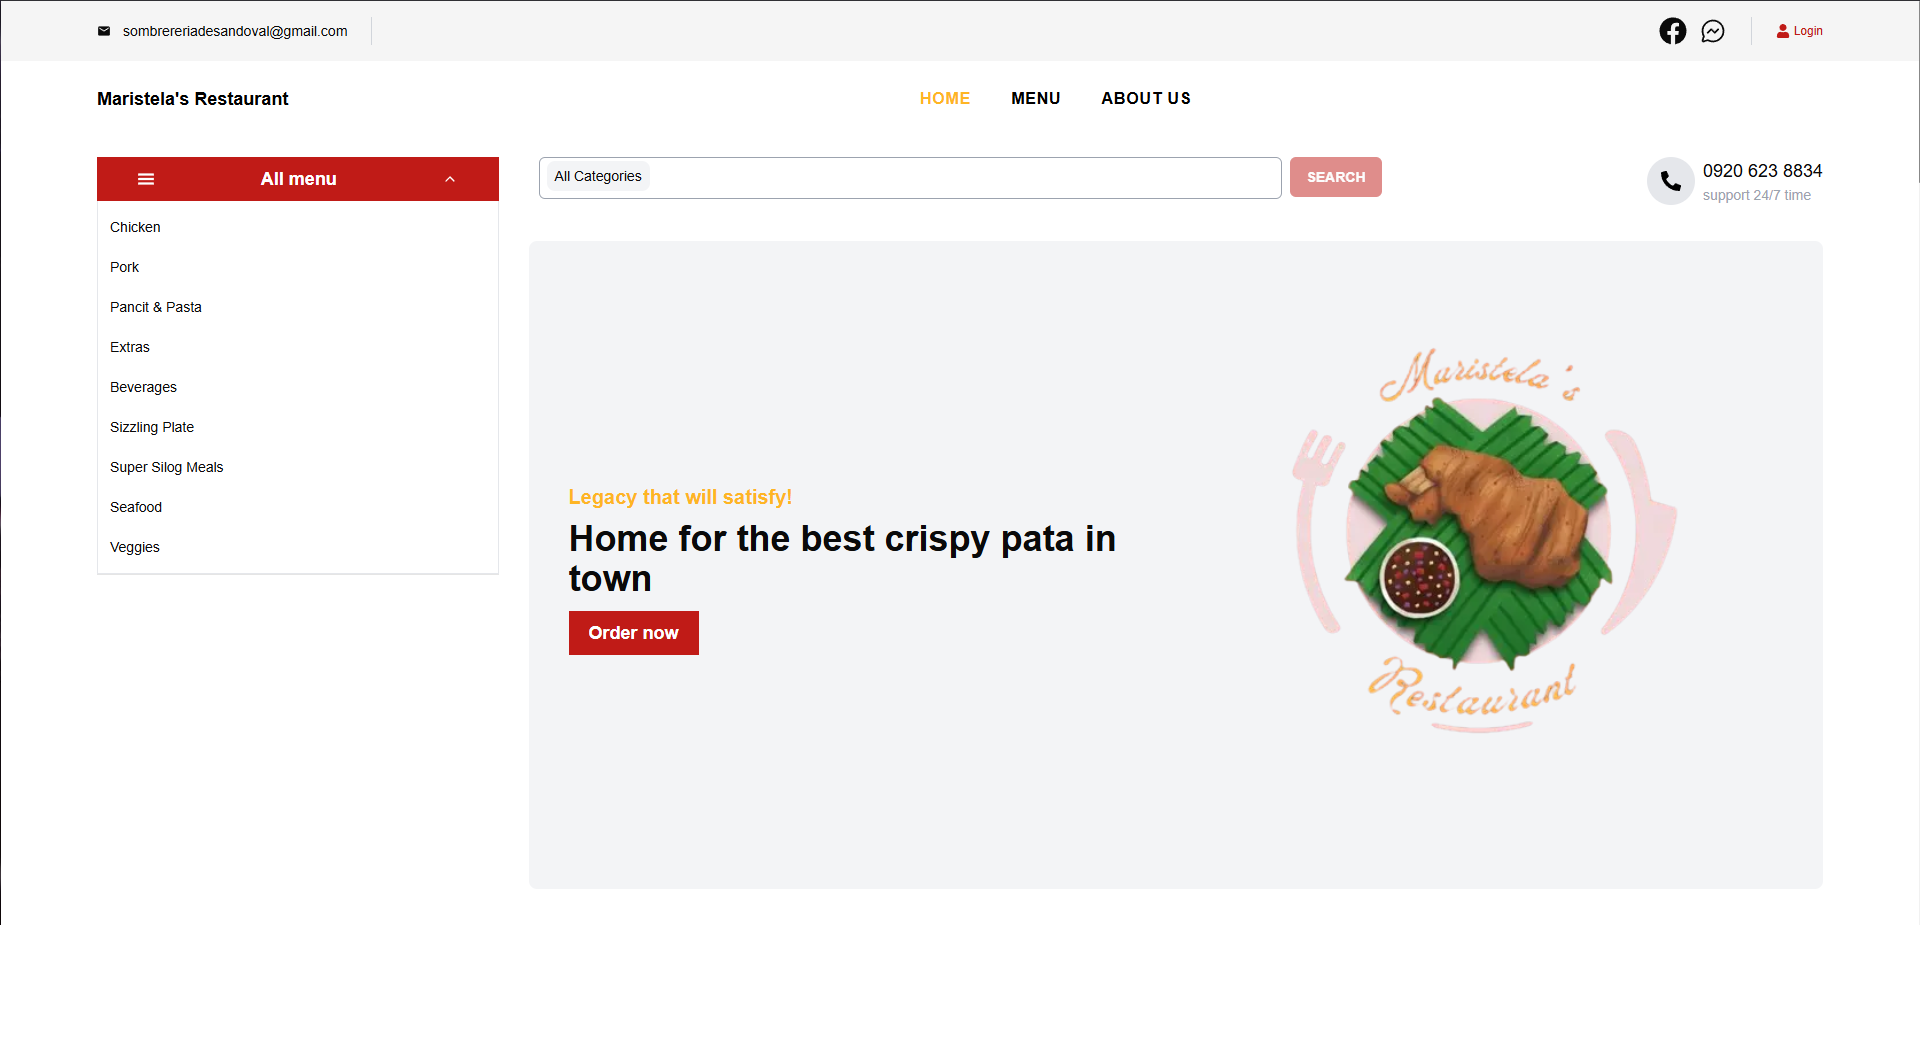 sombrereriadesandoval@gmail.com
Login
Maristela's Restaurant
HOME
MENU
ABOUT US
All menu
All Categories
SEARCH
0920 623 8834
support 24/7 time
Chicken
Pork
Pancit & Pasta
Extras
Beverages
Sizzling Plate
Super Silog Meals
Seafood
Veggies
Legacy that will satisfy!
Home for the best crispy pata in
town
Order now
Maristela's
Restaurant